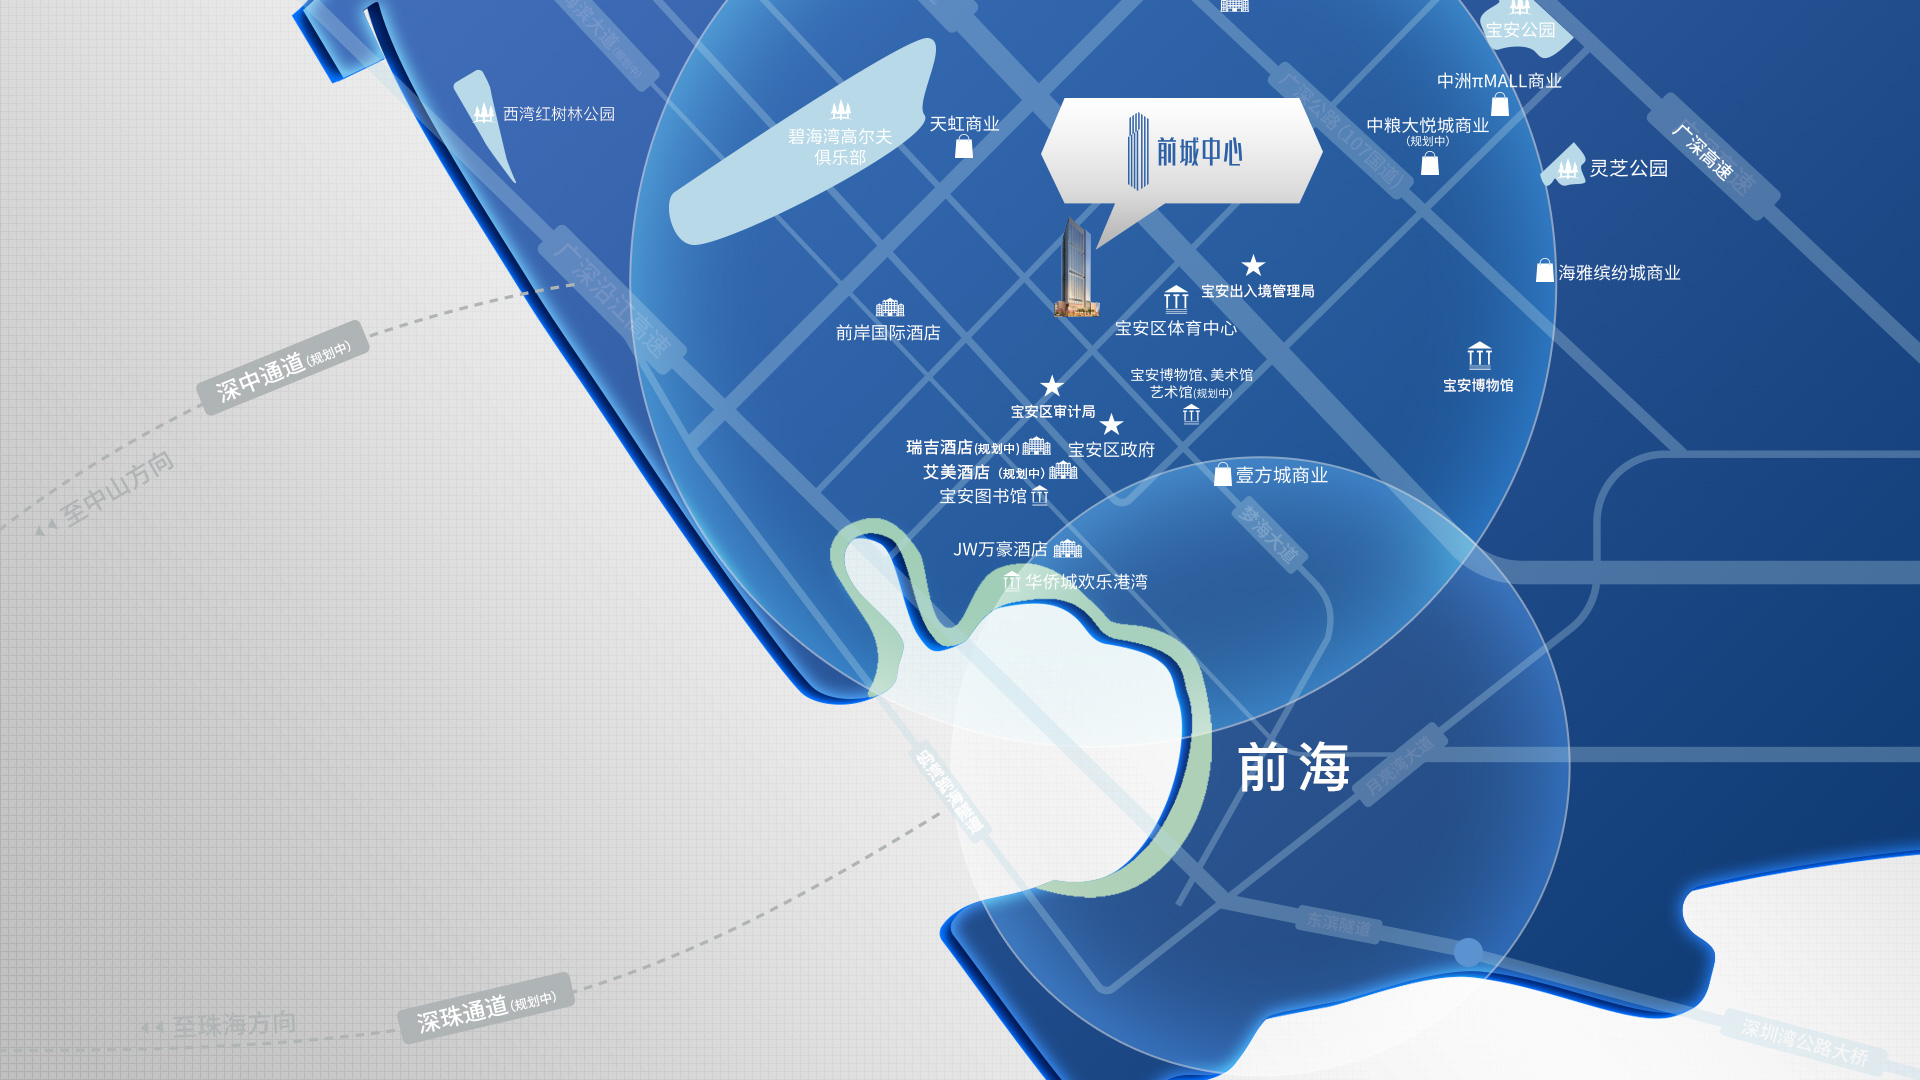 宝安公园
中洲πMALL商业
西湾红树林公园
碧海湾高尔夫
俱乐部
天虹商业
中粮大悦城商业
(规划中)
广深公路(107国道)
广深高速
前城中心
灵芝公园
广深沿江高速
海雅缤纷城商业
宝安出入境管理局
前岸国际酒店
宝安区体育中心
深中通道(规划中)
宝安博物馆、美术馆
艺术馆(规划中)
宝安博物馆
宝安区审计局
瑞吉酒店(规划中)
宝安区政府
艾美酒店(规划中)
至中山方向
壹方城商业
宝安图书馆
梦海大道
JW万豪酒店
华侨城欢乐港湾
前海
月亮湾大道
东滨隧道
深珠通道(规划中)
至珠海方向
深圳湾公路大桥